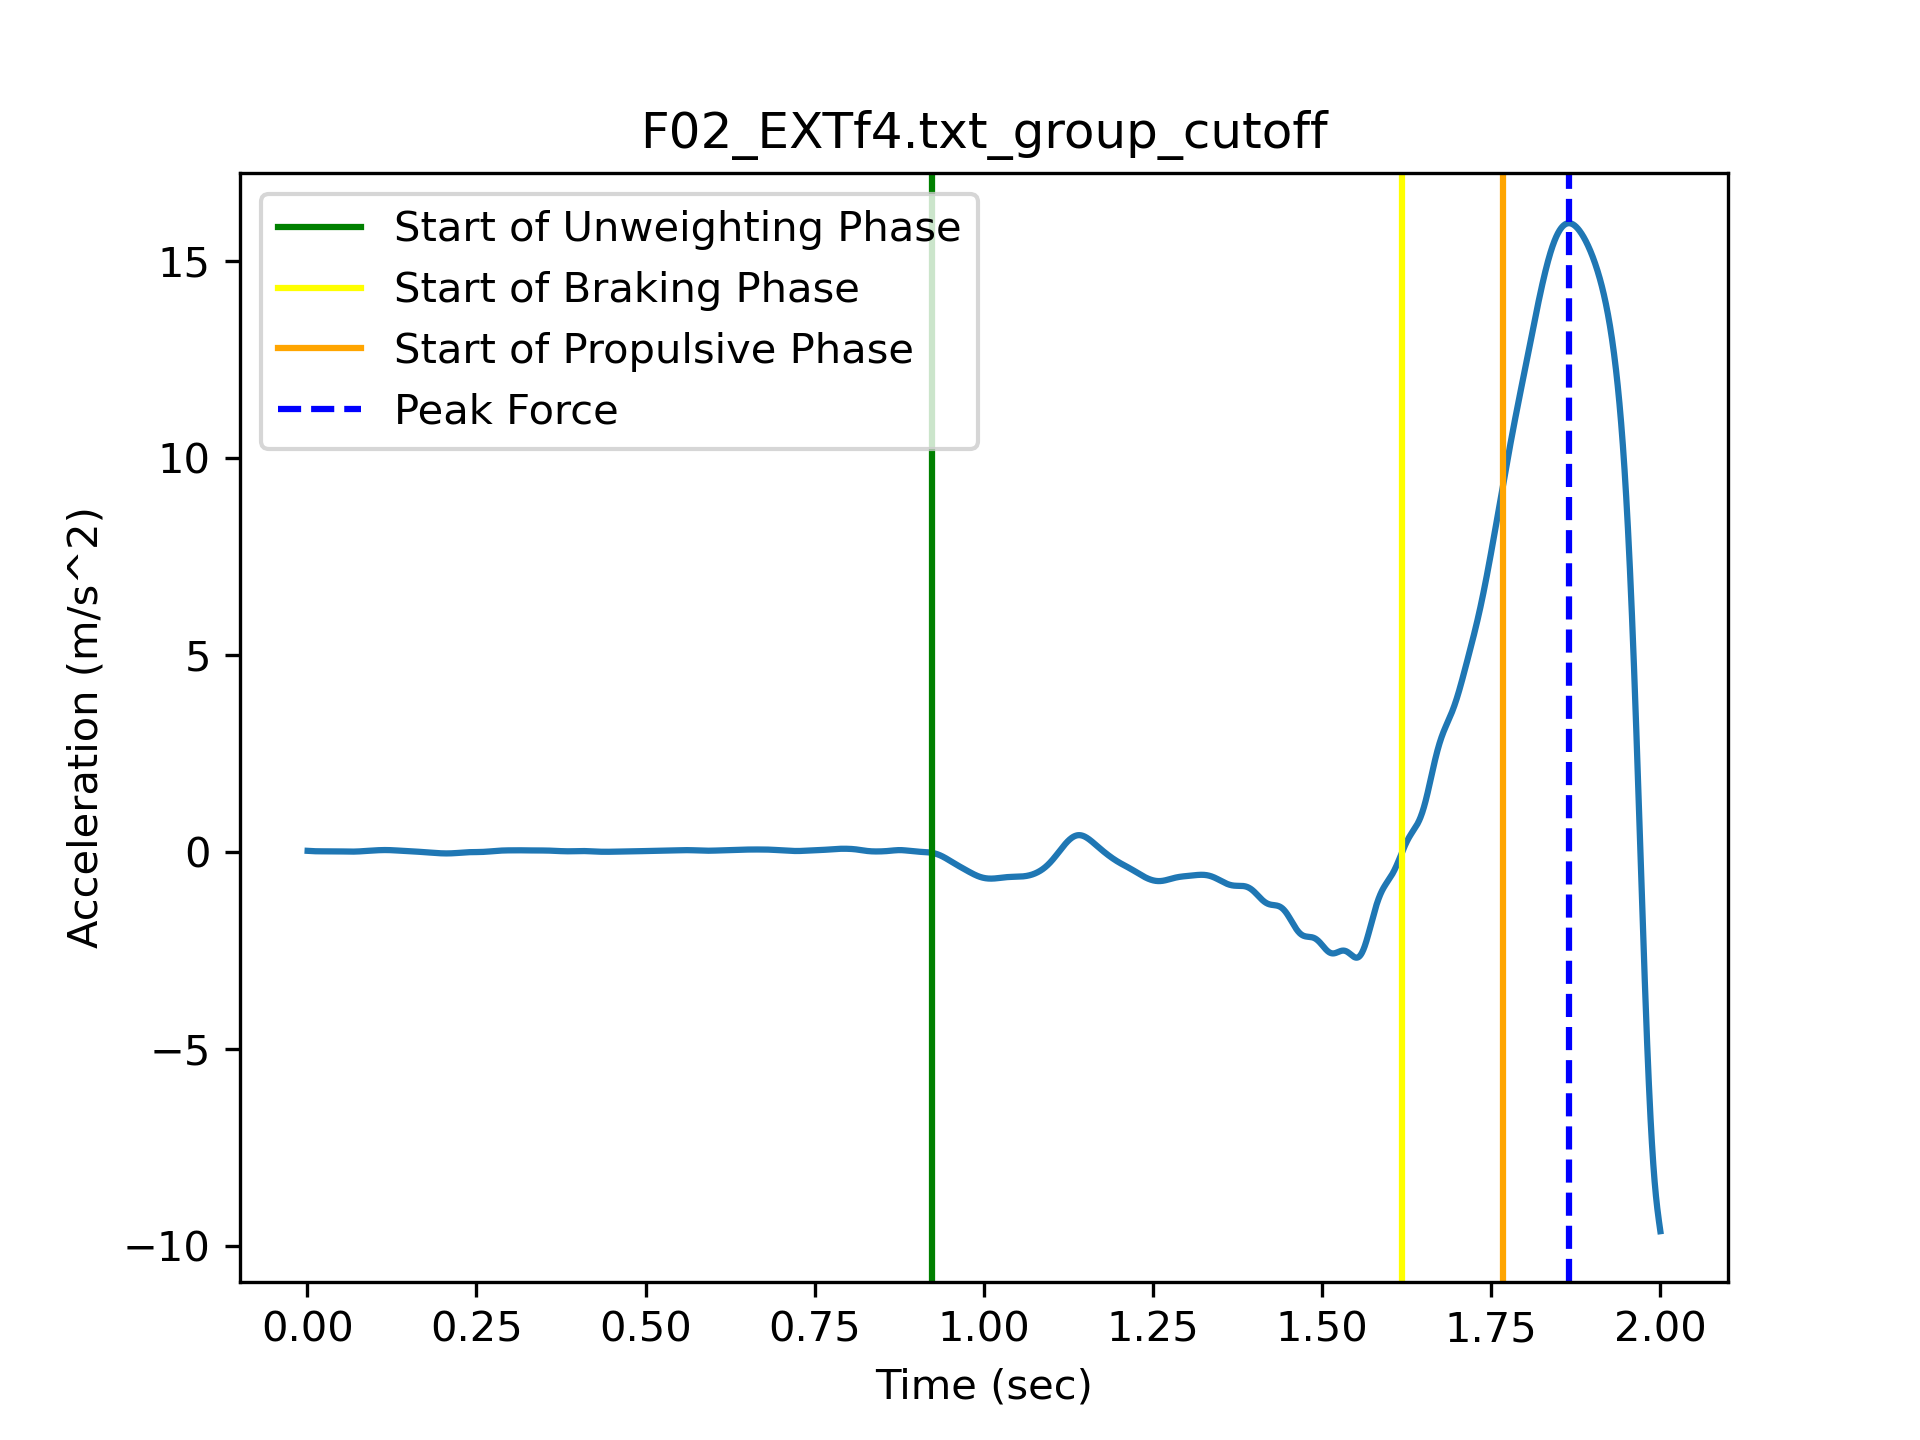 F02_EXTf4.txt_group_cutoff
Start of Unweighting Phase
Start of Braking Phase
Start of Propulsive Phase
Peak Force
15
10
5
0
−5
−10
Acceleration (m/s^2)
0.00 0.25 0.50 0.75 1.00 1.25 1.50 1.75 2.00
Time (sec)